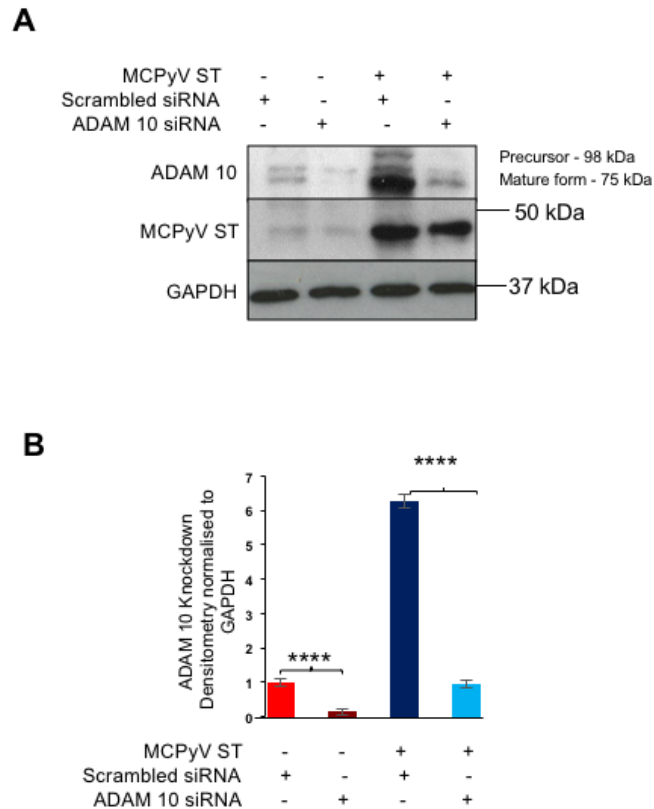 A
MCPyV ST - - + +
Scrambled siRNA + - + -
ADAM 10 siRNA - + - +
ADAM 10
Precursor - 98 kDa
Mature form - 75 kDa
50 kDa
MCPyV ST
GAPDH
37 kDa
B
****
****
ADAM 10 Knockdown
Densitometry normalised to
GAPDH
7
6
5
4
3
2
1
0
MCPyV ST - - + +
Scrambled siRNA + - + -
ADAM 10 siRNA - + - +